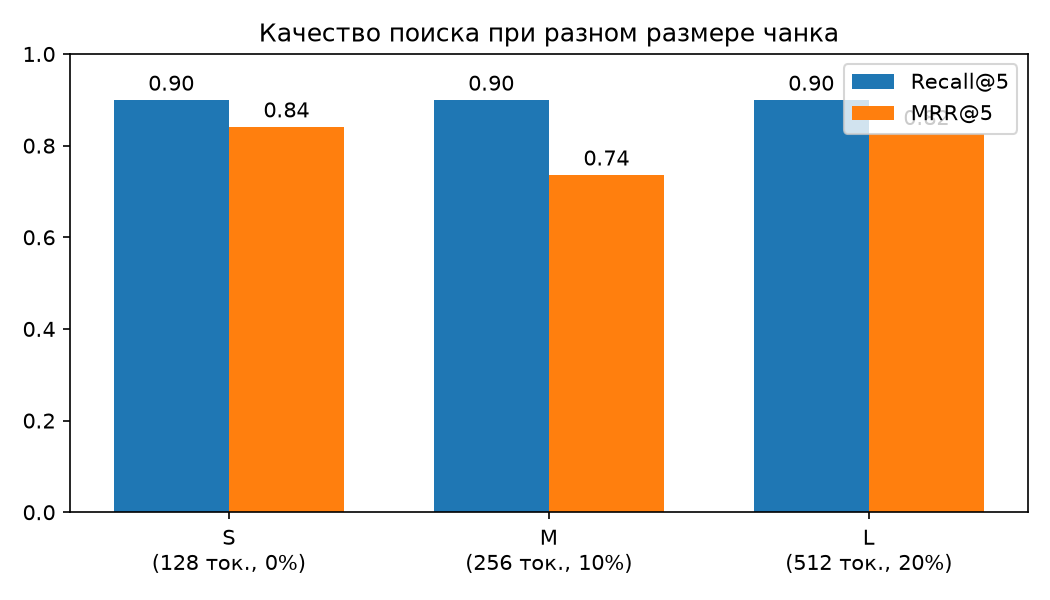 Качество поиска при разном размере чанка
1.0
0.8
0.6
0.4
0.2
0.0
0.90
0.84
0.90
0.74
0.90
Recall@5
MRR@5
S
(128 ток., 0%)
M
(256 ток., 10%)
L
(512 ток., 20%)